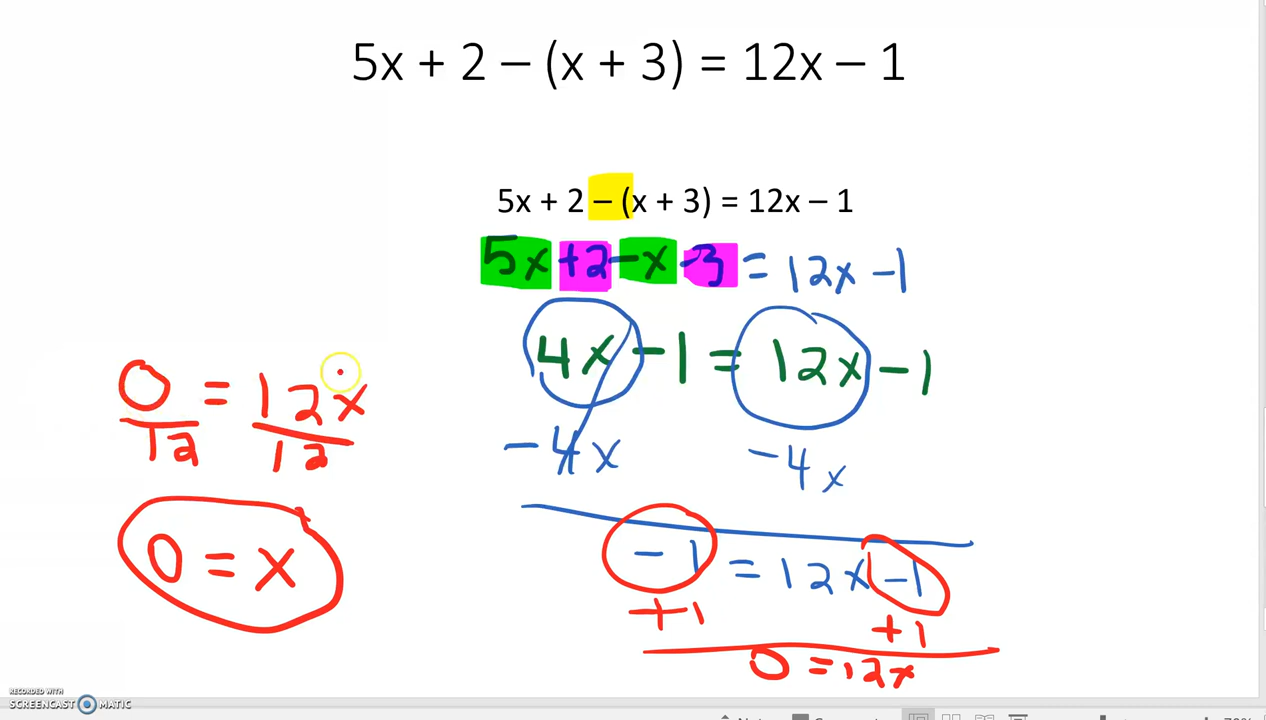 5x + 2 – (x + 3) = 12x – 1
5x + 2 – (x + 3) = 12x – 1
5x +2 -x -3 = 12x -1
4x -1 = 12x -1
-4x -4x
-1 = 12x -1
+1 +1
0 = 12x
0 = 12x
12 12
0 = x
RECORDED WITH
SCREENCAST MATIC